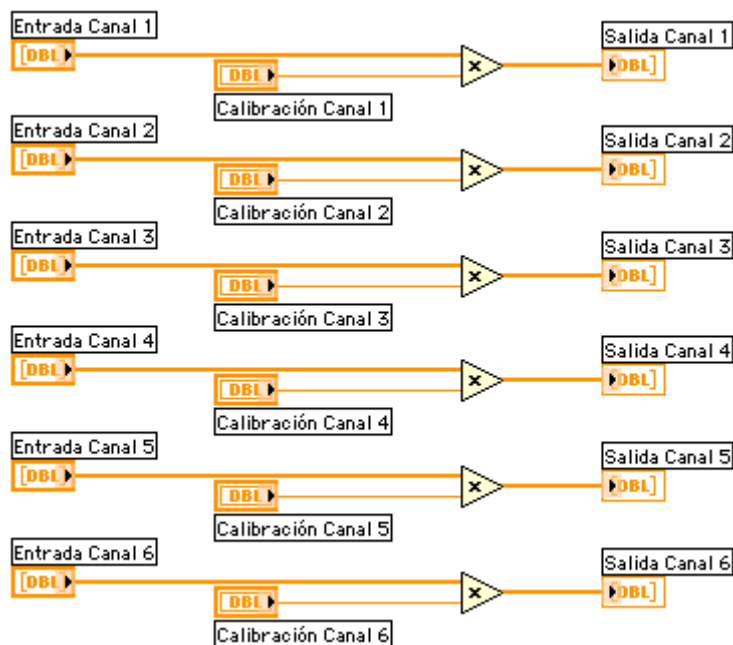 Entrada Canal 1
[DBL]
DBL
Calibración Canal 1
×
Salida Canal 1
[DBL]
Entrada Canal 2
[DBL]
DBL
Calibración Canal 2
×
Salida Canal 2
[DBL]
Entrada Canal 3
[DBL]
DBL
Calibración Canal 3
×
Salida Canal 3
[DBL]
Entrada Canal 4
[DBL]
DBL
Calibración Canal 4
×
Salida Canal 4
[DBL]
Entrada Canal 5
[DBL]
DBL
Calibración Canal 5
×
Salida Canal 5
[DBL]
Entrada Canal 6
[DBL]
DBL
Calibración Canal 6
×
Salida Canal 6
[DBL]